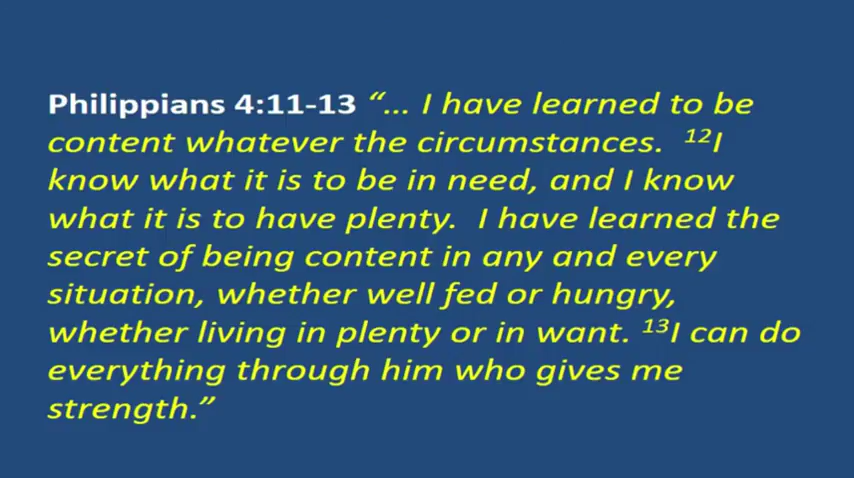 Philippians 4:11-13 “... I have learned to be
content whatever the circumstances.  ¹²I
know what it is to be in need, and I know
what it is to have plenty.  I have learned the
secret of being content in any and every
situation, whether well fed or hungry,
whether living in plenty or in want. ¹³I can do
everything through him who gives me
strength.”